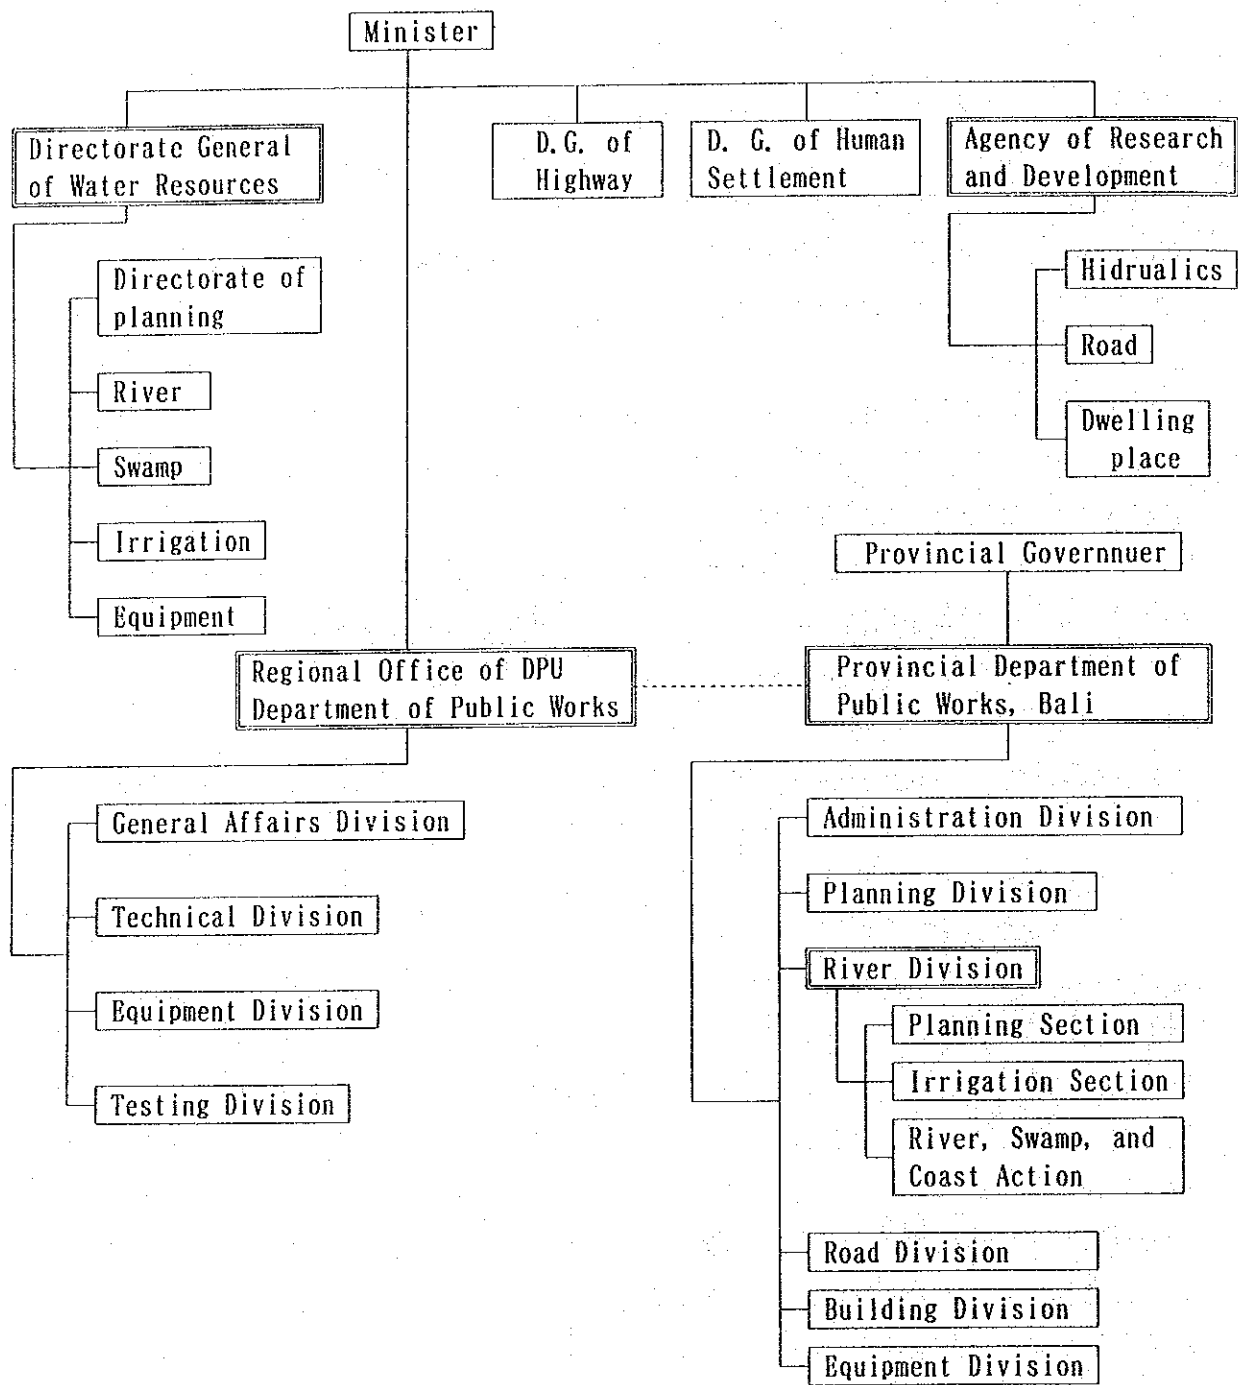 Minister
Directorate General
of Water Resources
D.G. of
Highway
D. G. of Human
Settlement
Agency of Research
and Development
Directorate of
planning
River
Swamp
Irrigation
Equipment
Hidrualics
Road
Dwelling
place
Provincial Governnuer
Regional Office of DPU
Department of Public Works
Provincial Department of
Public Works, Bali
General Affairs Division
Technical Division
Equipment Division
Testing Division
Administration Division
Planning Division
River Division
Planning Section
Irrigation Section
River, Swamp, and
Coast Action
Road Division
Building Division
Equipment Division